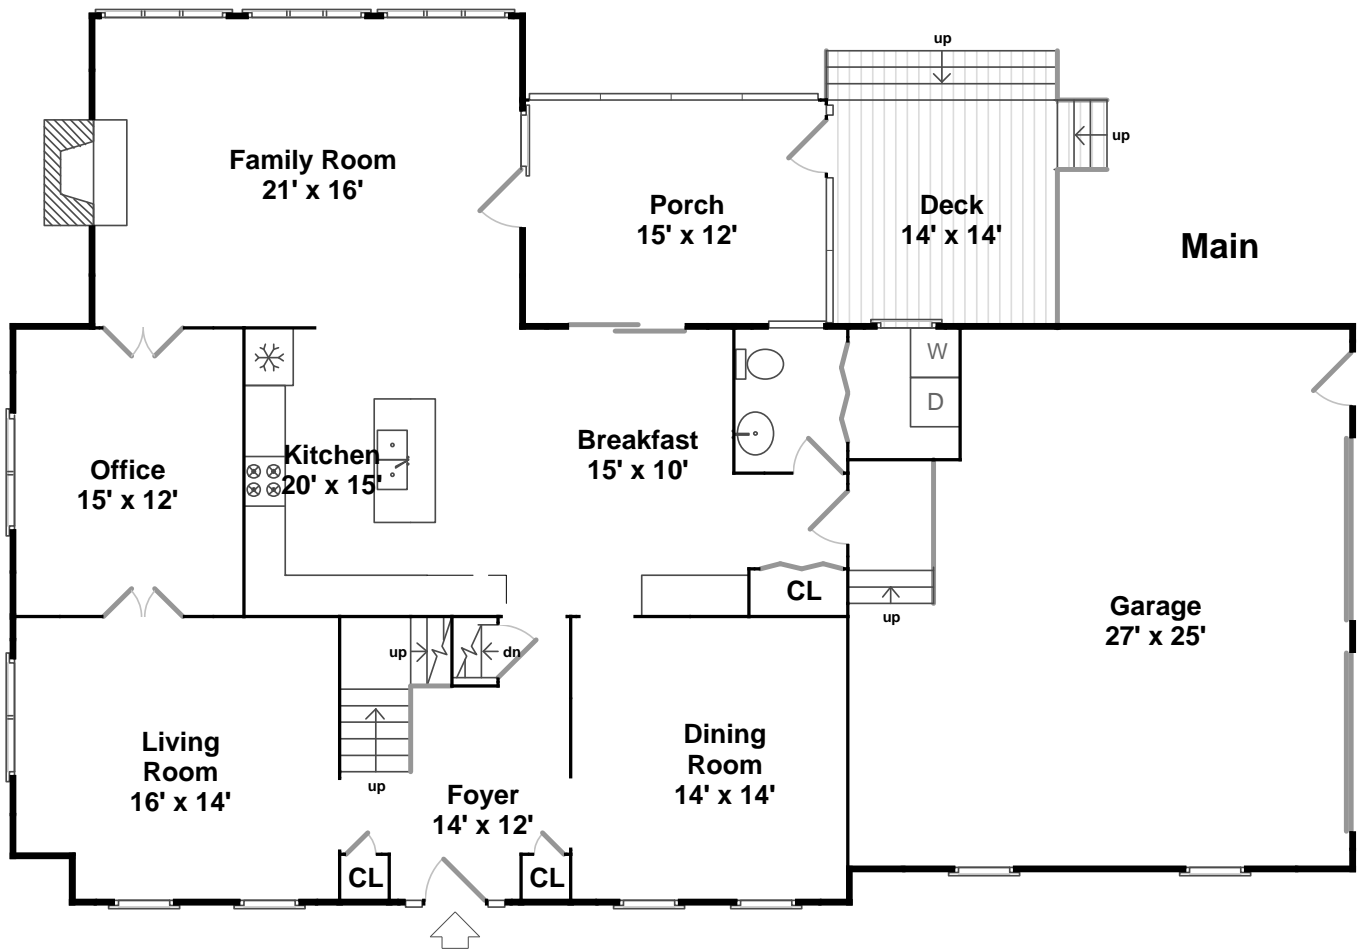 up
up
Family Room
21' x 16'
Porch
15' x 12'
Deck
14' x 14'
Main
W
D
Office
15' x 12'
Kitchen
20' x 15'
Breakfast
15' x 10'
CL
up
Garage
27' x 25'
up
dn
Living
Room
16' x 14'
up
Foyer
14' x 12'
Dining
Room
14' x 14'
CL
CL